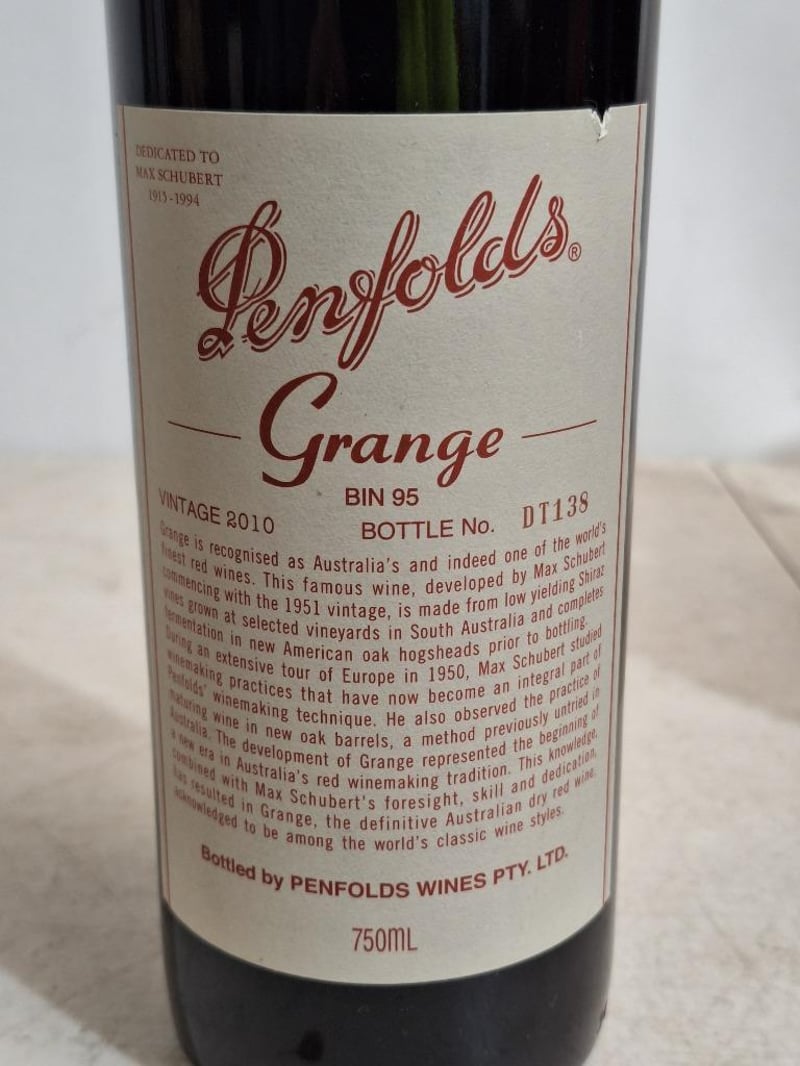 DEDICATED TO
MAX SCHUBERT
1915-1994
Penfolds®
Grange
BIN 95
VINTAGE 2010
BOTTLE No. DT138
Grange is recognised as Australia's and indeed one of the world's
finest red wines. This famous wine, developed by Max Schubert
commencing with the 1951 vintage, is made from low yielding Shiraz
vines grown at selected vineyards in South Australia and completes
fermentation in new American oak hogsheads prior to bottling.
During an extensive tour of Europe in 1950, Max Schubert studied
winemaking practices that have now become an integral part of
Penfolds' winemaking technique. He also observed the practice of
maturing wine in new oak barrels, a method previously untried in
Australia. The development of Grange represented the beginning of
a new era in Australia's red winemaking tradition. This knowledge,
combined with Max Schubert's foresight, skill and dedication,
has resulted in Grange, the definitive Australian dry red wine,
acknowledged to be among the world's classic wine styles.
Bottled by PENFOLDS WINES PTY. LTD.
750mL